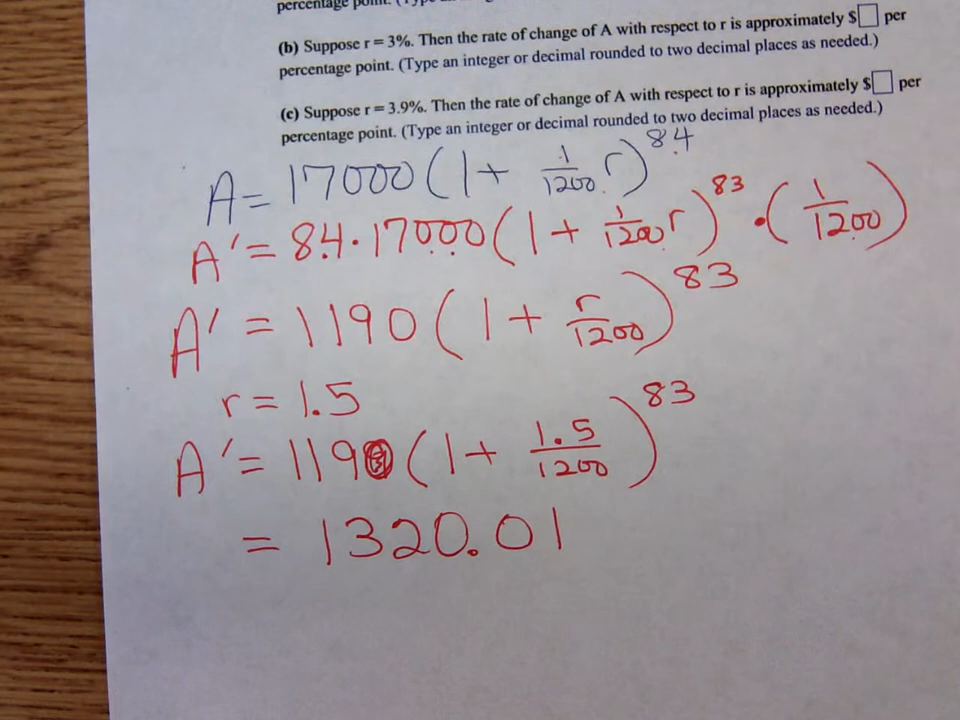 percentage point. (Type an
(b) Suppose r = 3%. Then the rate of change of A with respect to r is approximately $□ per
percentage point. (Type an integer or decimal rounded to two decimal places as needed.)
(c) Suppose r = 3.9%. Then the rate of change of A with respect to r is approximately $□ per
percentage point. (Type an integer or decimal rounded to two decimal places as needed.)
A = 17000(1 + 1/1200 r)^84
A' = 84·17000(1 + 1/1200 r)^83 · (1/1200)
A' = 1190(1 + r/1200)^83
r = 1.5
A' = 1190(1 + 1.5/1200)^83
= 1320.01